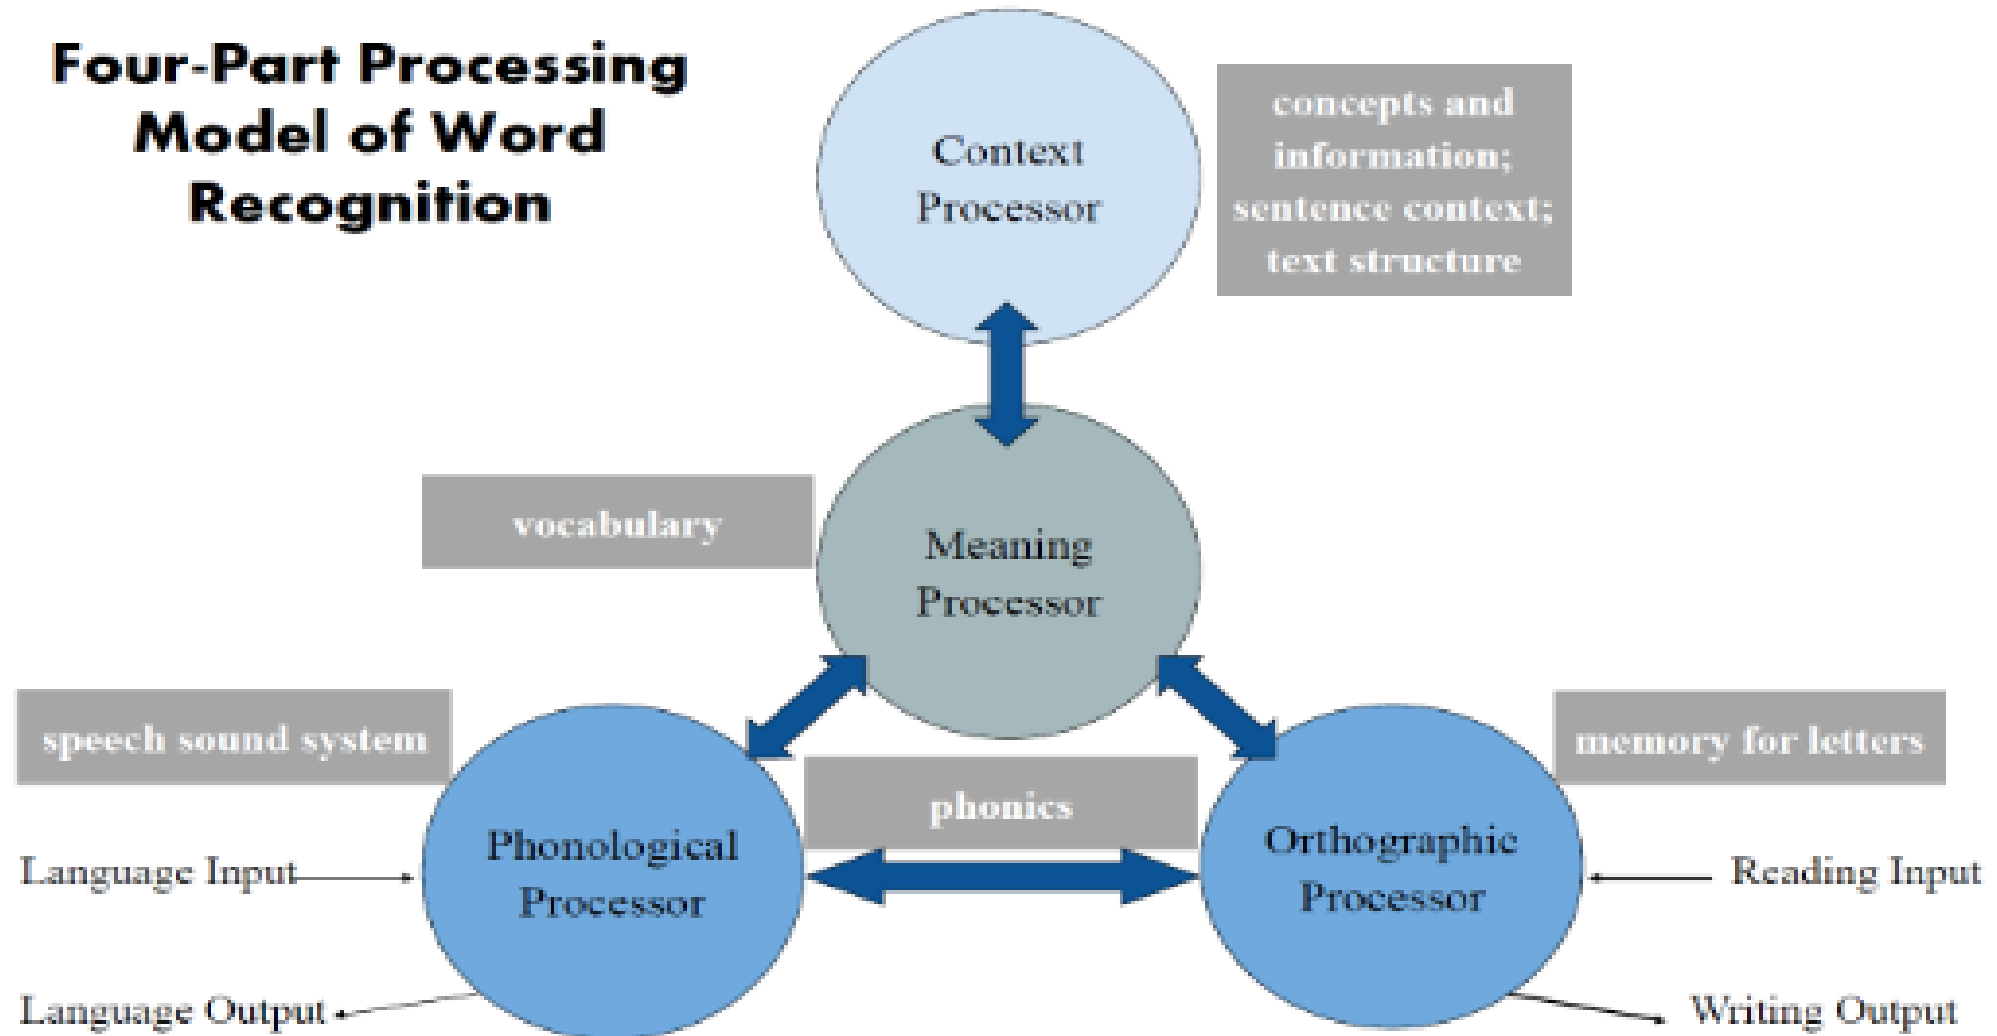 Four-Part Processing
Model of Word
Recognition
Context
Processor
concepts and
information;
sentence context;
text structure
vocabulary
Meaning
Processor
speech sound system
memory for letters
phonics
Phonological
Processor
Orthographic
Processor
Language Input
Reading Input
Language Output
Writing Output